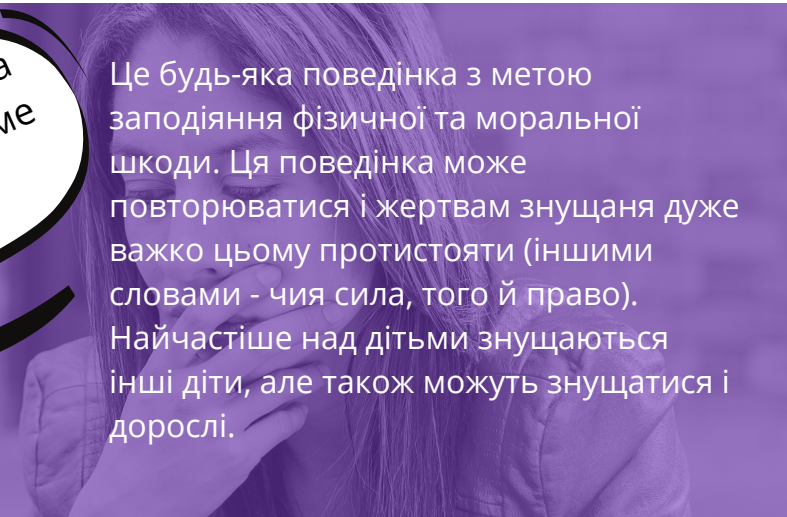 Це будь-яка поведінка з метою
заподіяння фізичної та моральної
шкоди. Ця поведінка може
повторюватися і жертвам знущаня дуже
важко цьому протистояти (іншими
словами - чия сила, того й право).
Найчастіше над дітьми знущаються
інші діти, але також можуть знущатися і
дорослі.